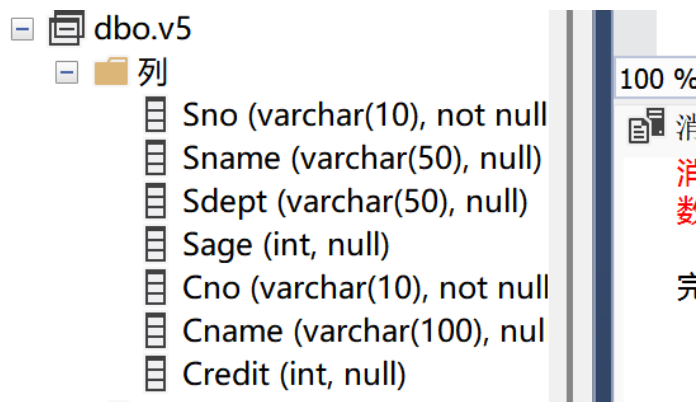 dbo.v5
列
Sno (varchar(10), not null
Sname (varchar(50), null)
Sdept (varchar(50), null)
Sage (int, null)
Cno (varchar(10), not null
Cname (varchar(100), nul
Credit (int, null)
100 %
消
消
数
完